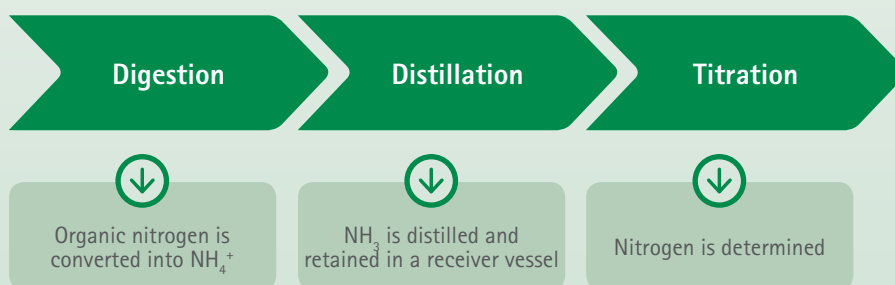 Digestion
Distillation
Titration
Organic nitrogen is
converted into NH₄⁺
NH₃ is distilled and
retained in a receiver vessel
Nitrogen is determined